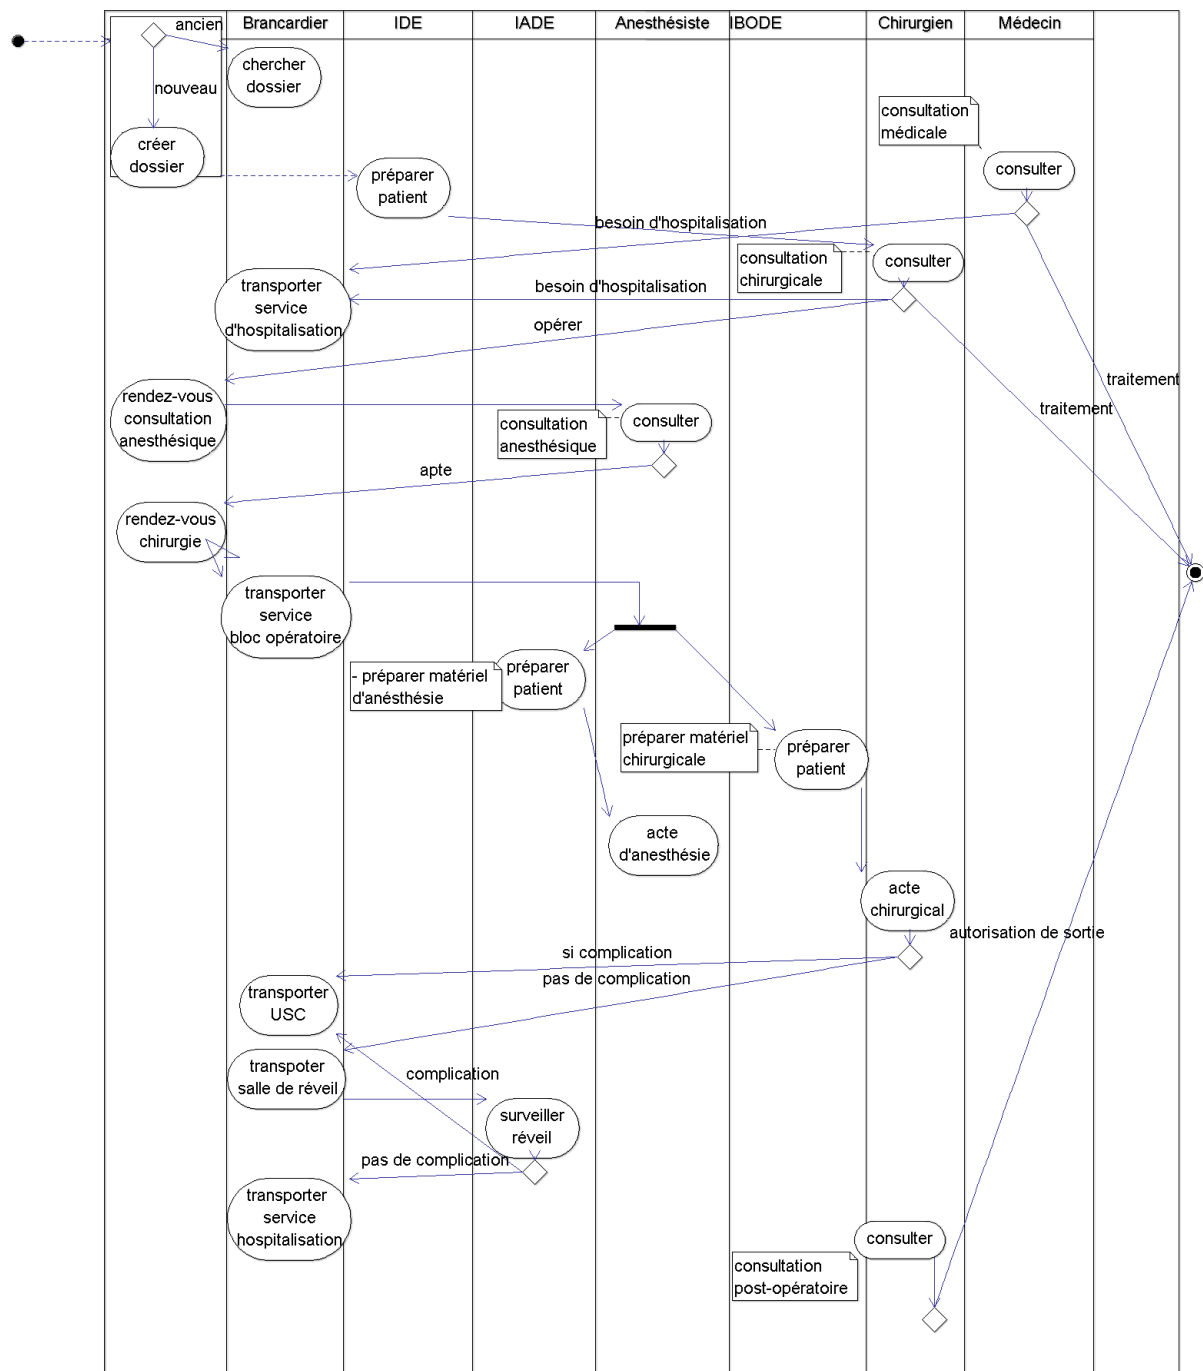 ancien
Brancardier
IDE
IADE
Anesthésiste
IBODE
Chirurgien
Médecin
chercher
dossier
nouveau
créer
dossier
consultation
médicale
consulter
préparer
patient
besoin d'hospitalisation
consultation
chirurgicale
consulter
transporter
service
d'hospitalisation
besoin d'hospitalisation
opérer
traitement
traitement
rendez-vous
consultation
anesthésique
consultation
anesthésique
consulter
apte
rendez-vous
chirurgie
transporter
service
bloc opératoire
- préparer matériel
d'anésthésie
préparer
patient
préparer matériel
chirurgicale
préparer
patient
acte
d'anesthésie
acte
chirurgical
autorisation de sortie
si complication
pas de complication
transporter
USC
transpoter
salle de réveil
complication
surveiller
réveil
pas de complication
transporter
service
hospitalisation
consulter
consultation
post-opératoire